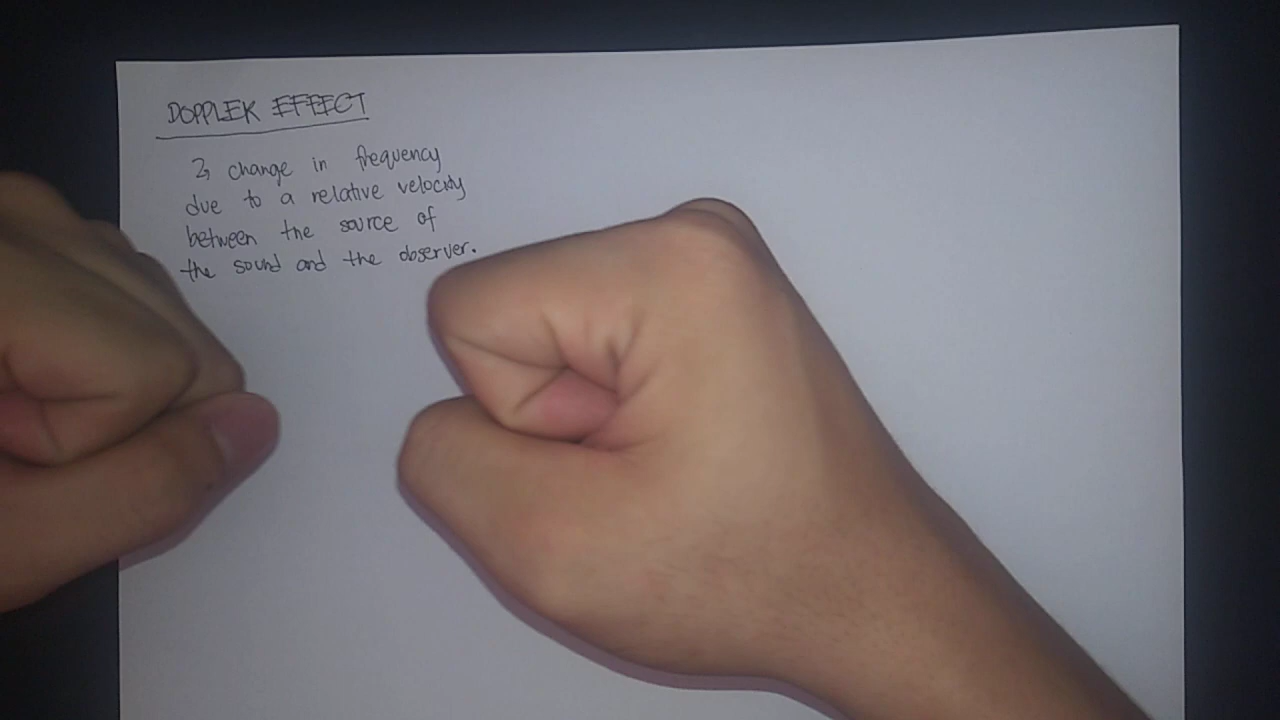 DOPPLER EFFECT
↳ change in frequency
due to a relative velocity
between the source of
the sound and the observer.